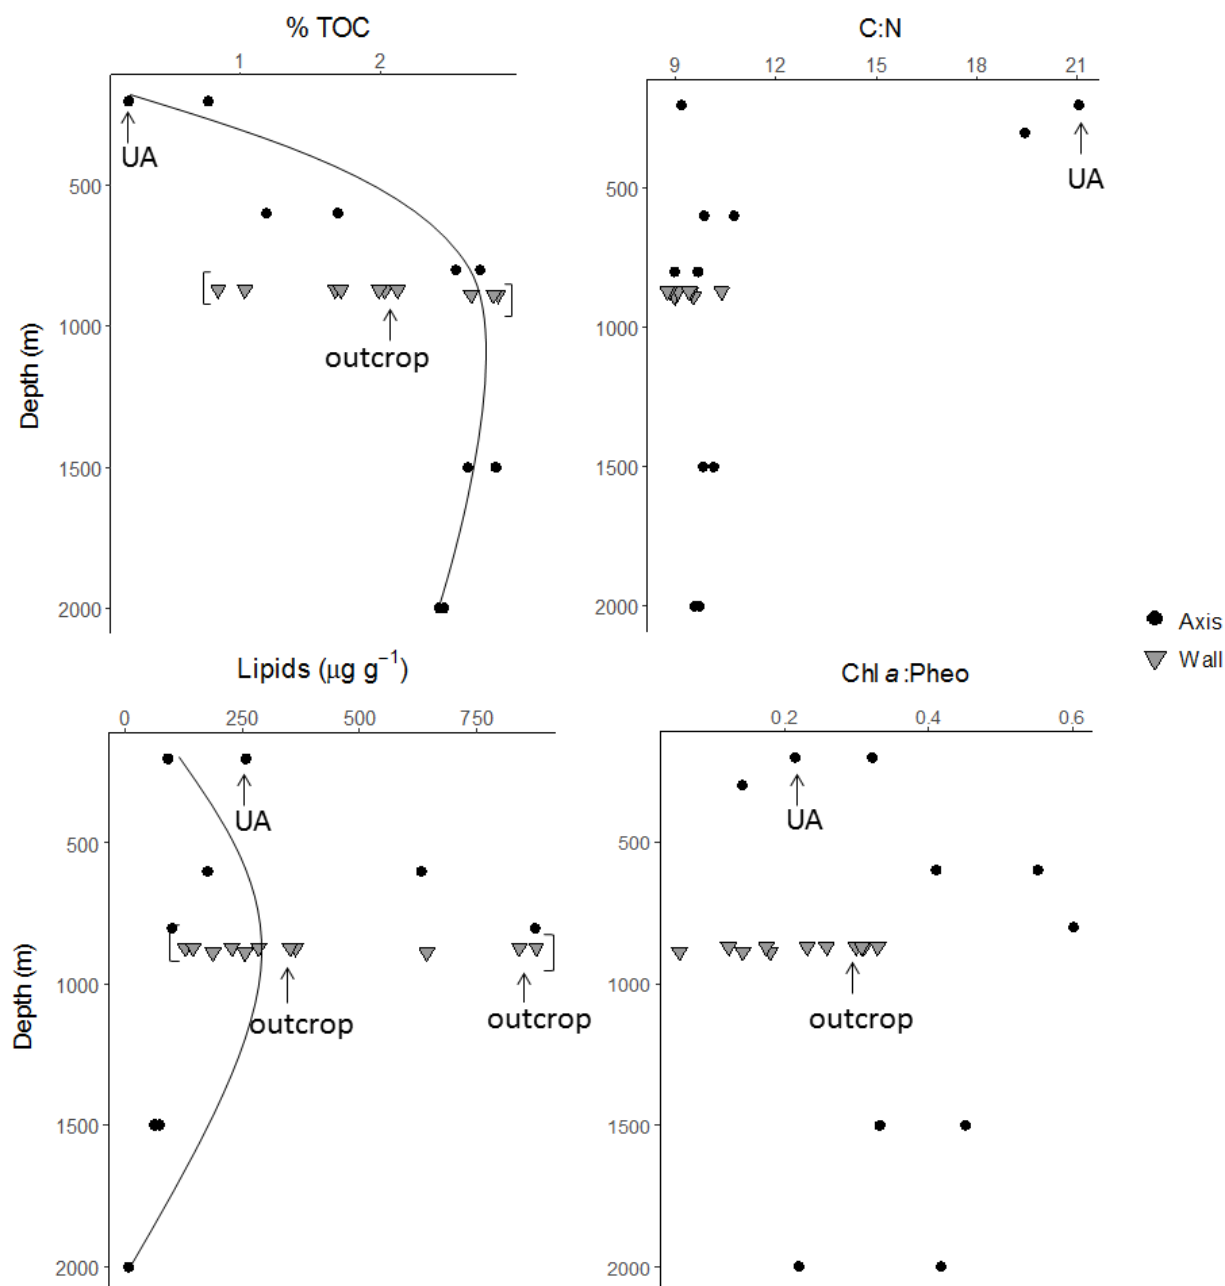 % TOC
1 2
UA
500
1000
1500
2000
Depth (m)
outcrop
C:N
9 12 15 18 21
UA
500
1000
1500
2000
Axis
Wall
Lipids (µg g⁻¹)
0 250 500 750
UA
500
1000
1500
2000
Depth (m)
outcrop
outcrop
Chl a:Pheo
0.2 0.4 0.6
UA
500
1000
1500
2000
outcrop